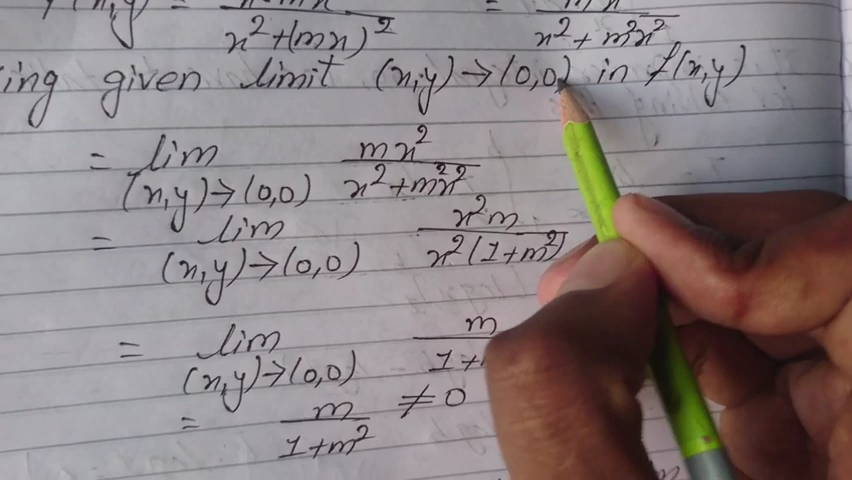 x² + (mx)² x² + m²x²
ing given limit (x,y) → (0,0) in f(x,y)
= lim mx² / x² + m²x²
(x,y) → (0,0)
= lim x²m / x²(1+m²)
(x,y) → (0,0)
= lim m / 1+
(x,y) → (0,0)
= m / 1+m² ≠ 0